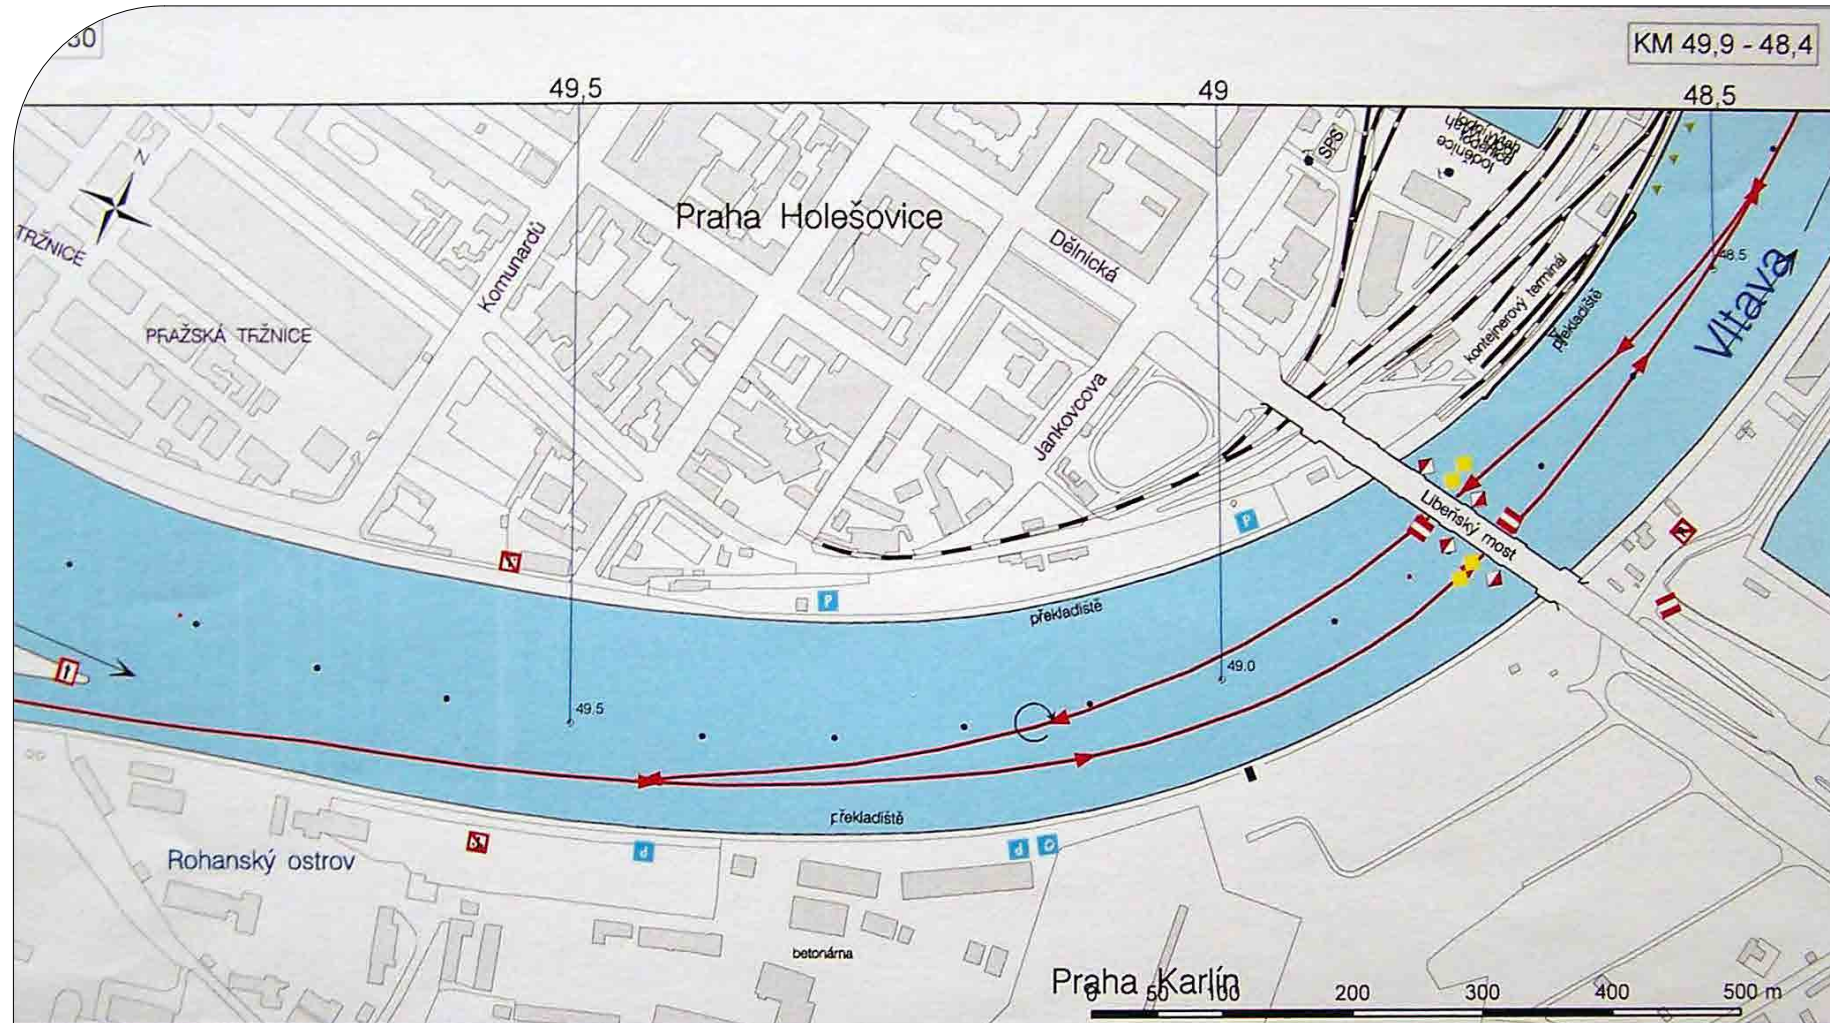 30
KM 49,9 - 48,4
49,5
49
48,5
SPS
loděnice
Z
Praha Holešovice
Dělnická
Komunardů
TRŽNICE
PRAŽSKÁ TRŽNICE
kontejnerový terminál
překladiště
48.5
Vltava
Jankovcova
Libeňský most
P
P
překladiště
49.0
49.5
překladiště
Rohanský ostrov
betonárna
Praha Karlín
0 50 100 200 300 400 500 m